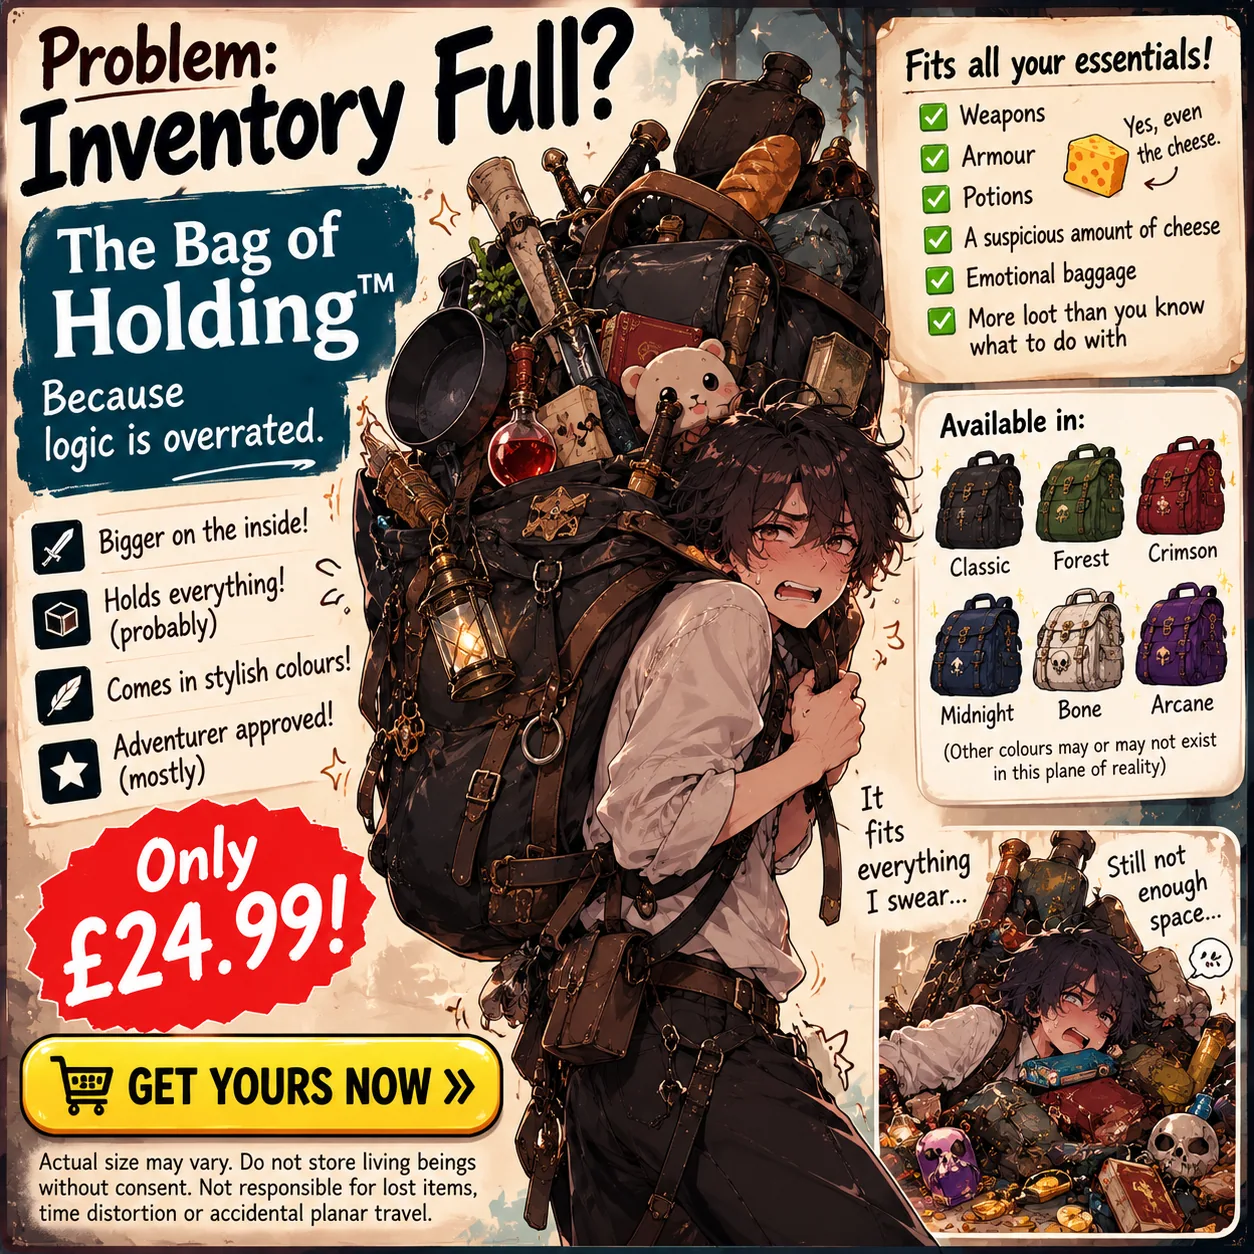 Problem:
Inventory Full?
The Bag of
Holding™
Because
logic is overrated.
Bigger on the inside!
Holds everything!
(probably)
Comes in stylish colours!
Adventurer approved!
(mostly)
Only
£24.99!
GET YOURS NOW »
Actual size may vary. Do not store living beings
without consent. Not responsible for lost items,
time distortion or accidental planar travel.
Fits all your essentials!
Weapons
Armour
Potions
A suspicious amount of cheese
Emotional baggage
More loot than you know
what to do with
Yes, even
the cheese.
Available in:
Classic
Forest
Crimson
Midnight
Bone
Arcane
(Other colours may or may not exist
in this plane of reality)
It
fits
everything
I swear...
Still not
enough
space...